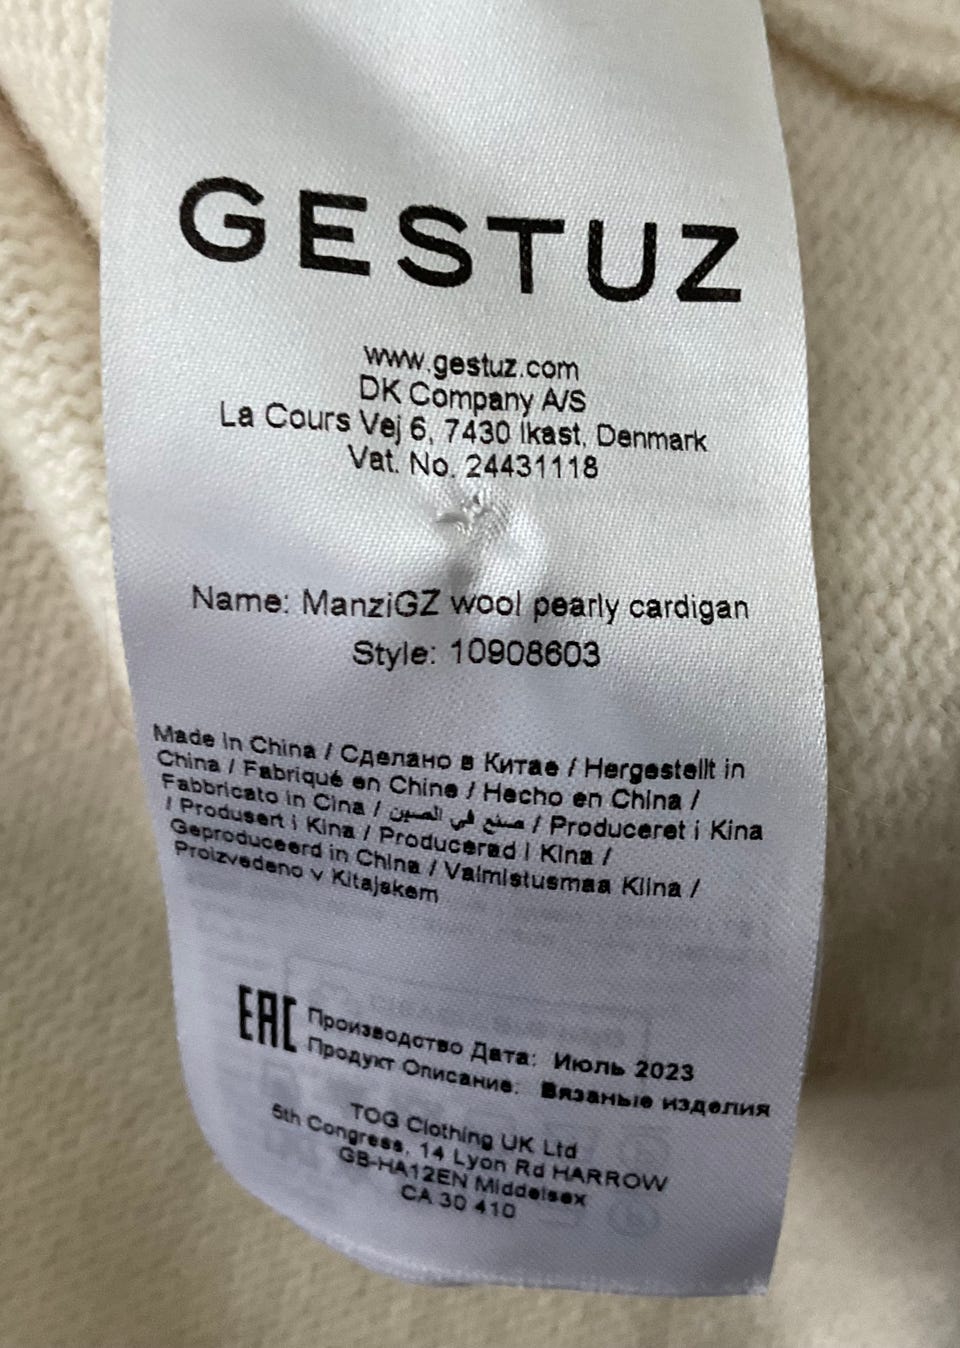 GESTUZ
www.gestuz.com
DK Company A/S
La Cours Vej 6, 7430 Ikast, Denmark
Vat. No. 24431118
Name: ManziGZ wool pearly cardigan
Style: 10908603
Made in China / Сделано в Китае / Hergestellt in
China / Fabriqué en Chine / Hecho en China /
Fabbricato in Cina / صنع في الصين / Produceret i Kina
/ Produsert i Kina / Producerad i Kina /
Geproduceerd in China / Valmistusmaa Kiina /
Proizvedeno v Kitajskem
EAC Производство Дата: Июль 2023
Продукт Описание: Вязаные изделия
TOG Clothing UK Ltd
5th Congress, 14 Lyon Rd HARROW
GB-HA12EN Middelsex
CA 30 410